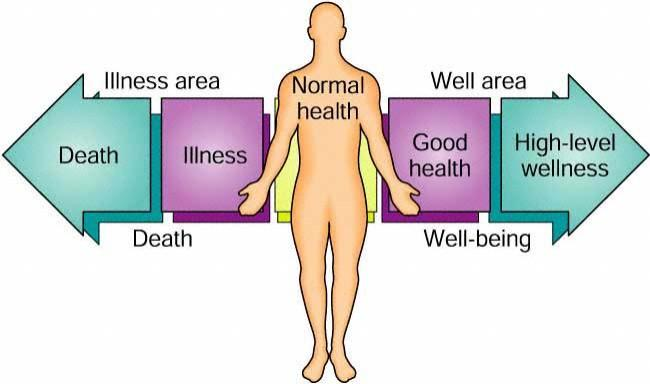 Illness area
Normal
health
Well area
Death
Illness
Good
health
High-level
wellness
Death
Well-being